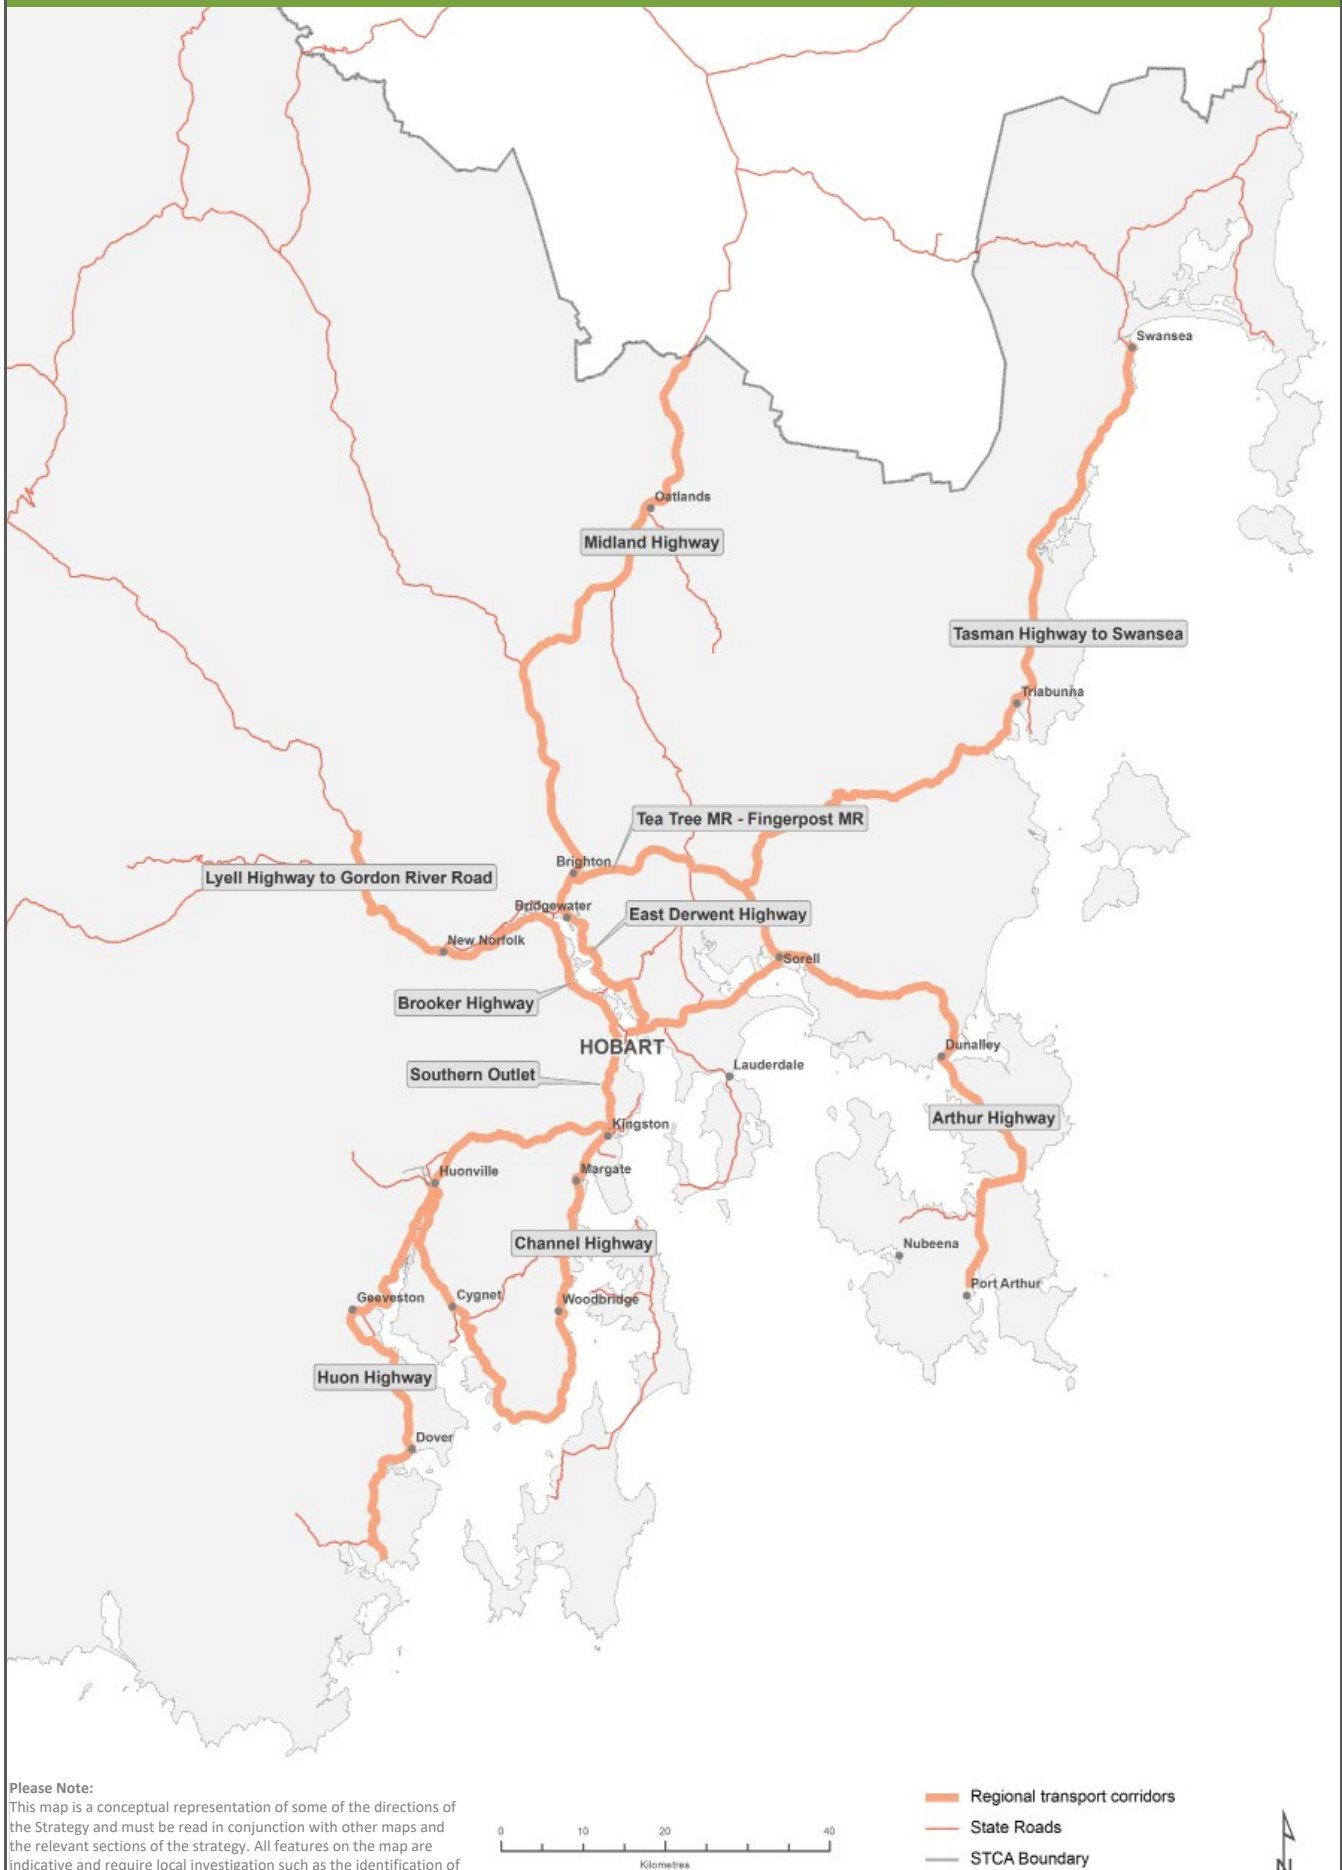 Swansea
Oatlands
Midland Highway
Tasman Highway to Swansea
Triabunna
Tea Tree MR - Fingerpost MR
Brighton
Lyell Highway to Gordon River Road
Bridgewater
East Derwent Highway
New Norfolk
Sorell
Brooker Highway
HOBART
Dunalley
Lauderdale
Southern Outlet
Arthur Highway
Kingston
Huonville
Margate
Channel Highway
Nubeena
Port Arthur
Geeveston
Cygnet
Woodbridge
Huon Highway
Dover
Please Note:
This map is a conceptual representation of some of the directions of
the Strategy and must be read in conjunction with other maps and
the relevant sections of the strategy. All features on the map are
indicative and require local investigation such as the identification of
0 20 40
Kilometres
Regional transport corridors
State Roads
STCA Boundary
N